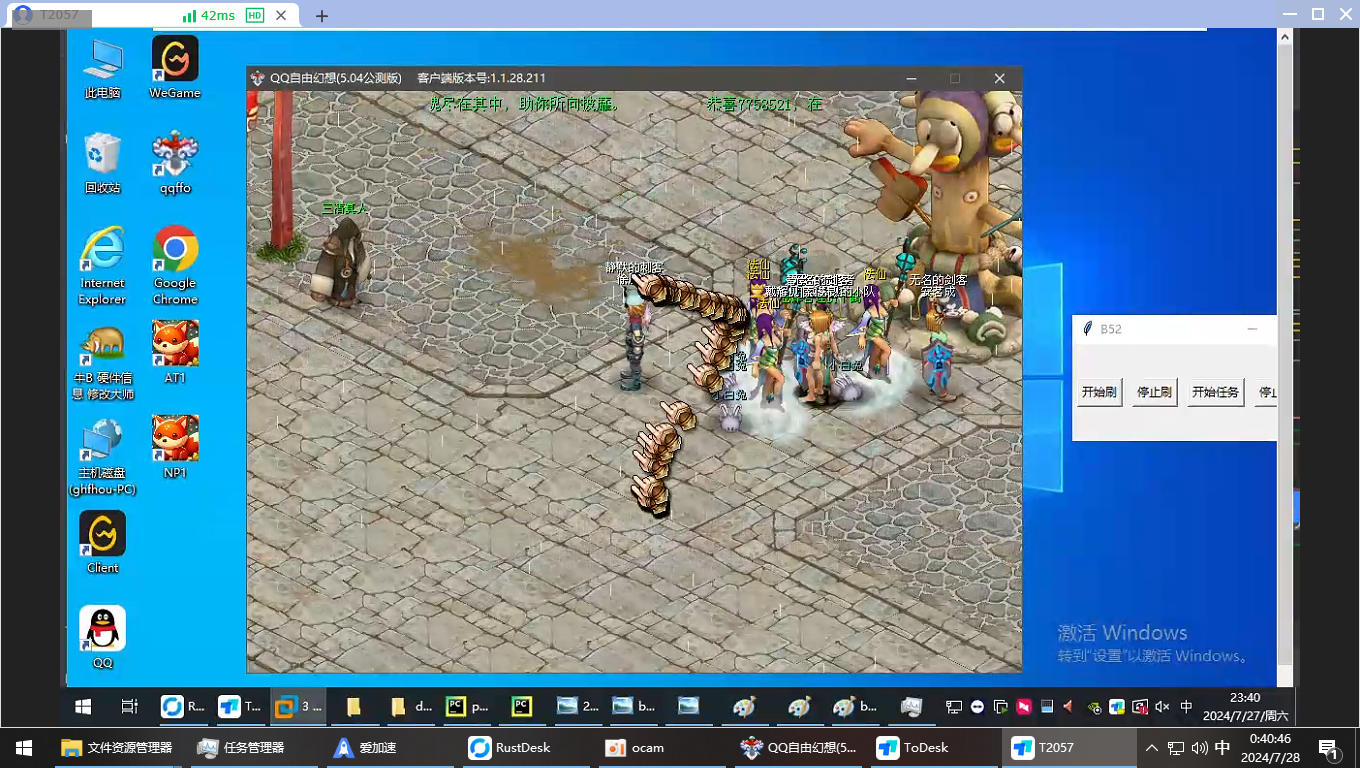 T2057
42ms
HD
此电脑
WeGame
回收站
qqffo
Internet
Explorer
Google
Chrome
牛B 硬件信
息 修改大师
AT1
主机磁盘
(ghfhou-PC)
NP1
Client
QQ
QQ自由幻想(5.04公测版) 客户端版本号:1.1.28.211
尽在其中，助你所向披靡。
恭喜7758521，在
三清真人
静默的刺客
无名的剑客
小白兔
小白兔
B52
开始刷
停止刷
开始任务
激活 Windows
转到"设置"以激活 Windows。
R...
T...
3 ...
d...
p...
2...
b...
b...
中
23:40
2024/7/27/周六
文件资源管理器
任务管理器
爱加速
RustDesk
ocam
QQ自由幻想(5...
ToDesk
T2057
中
0:40:46
2024/7/28
1